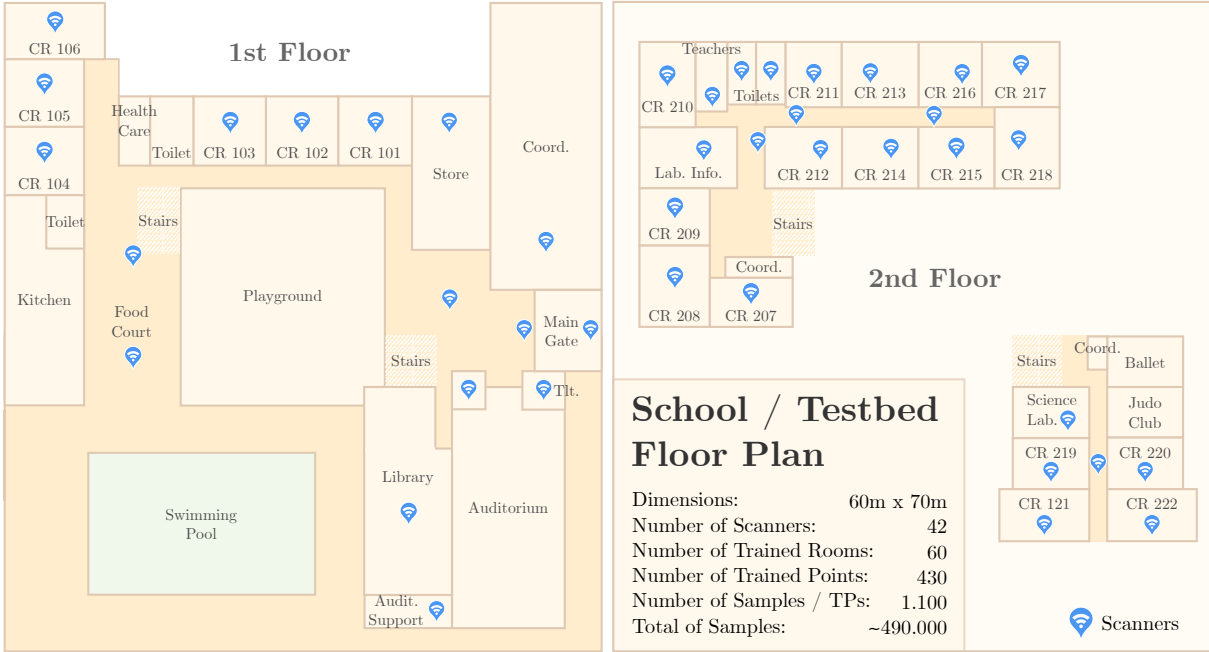 1st Floor
CR 106
CR 105
CR 104
Health
Care
Toilet
CR 103
CR 102
CR 101
Store
Coord.
Toilet
Stairs
Kitchen
Food
Court
Playground
Stairs
Main
Gate
Tlt.
Library
Auditorium
Swimming
Pool
Audit.
Support
Teachers
CR 210
Toilets
CR 211
CR 213
CR 216
CR 217
Lab. Info.
CR 212
CR 214
CR 215
CR 218
CR 209
Stairs
Coord.
CR 208
CR 207
2nd Floor
Stairs
Coord.
Ballet
Science
Lab.
Judo
Club
CR 219
CR 220
CR 121
CR 222
School / Testbed
Floor Plan
Dimensions: 60m x 70m
Number of Scanners: 42
Number of Trained Rooms: 60
Number of Trained Points: 430
Number of Samples / TPs: 1.100
Total of Samples: ~490.000
Scanners